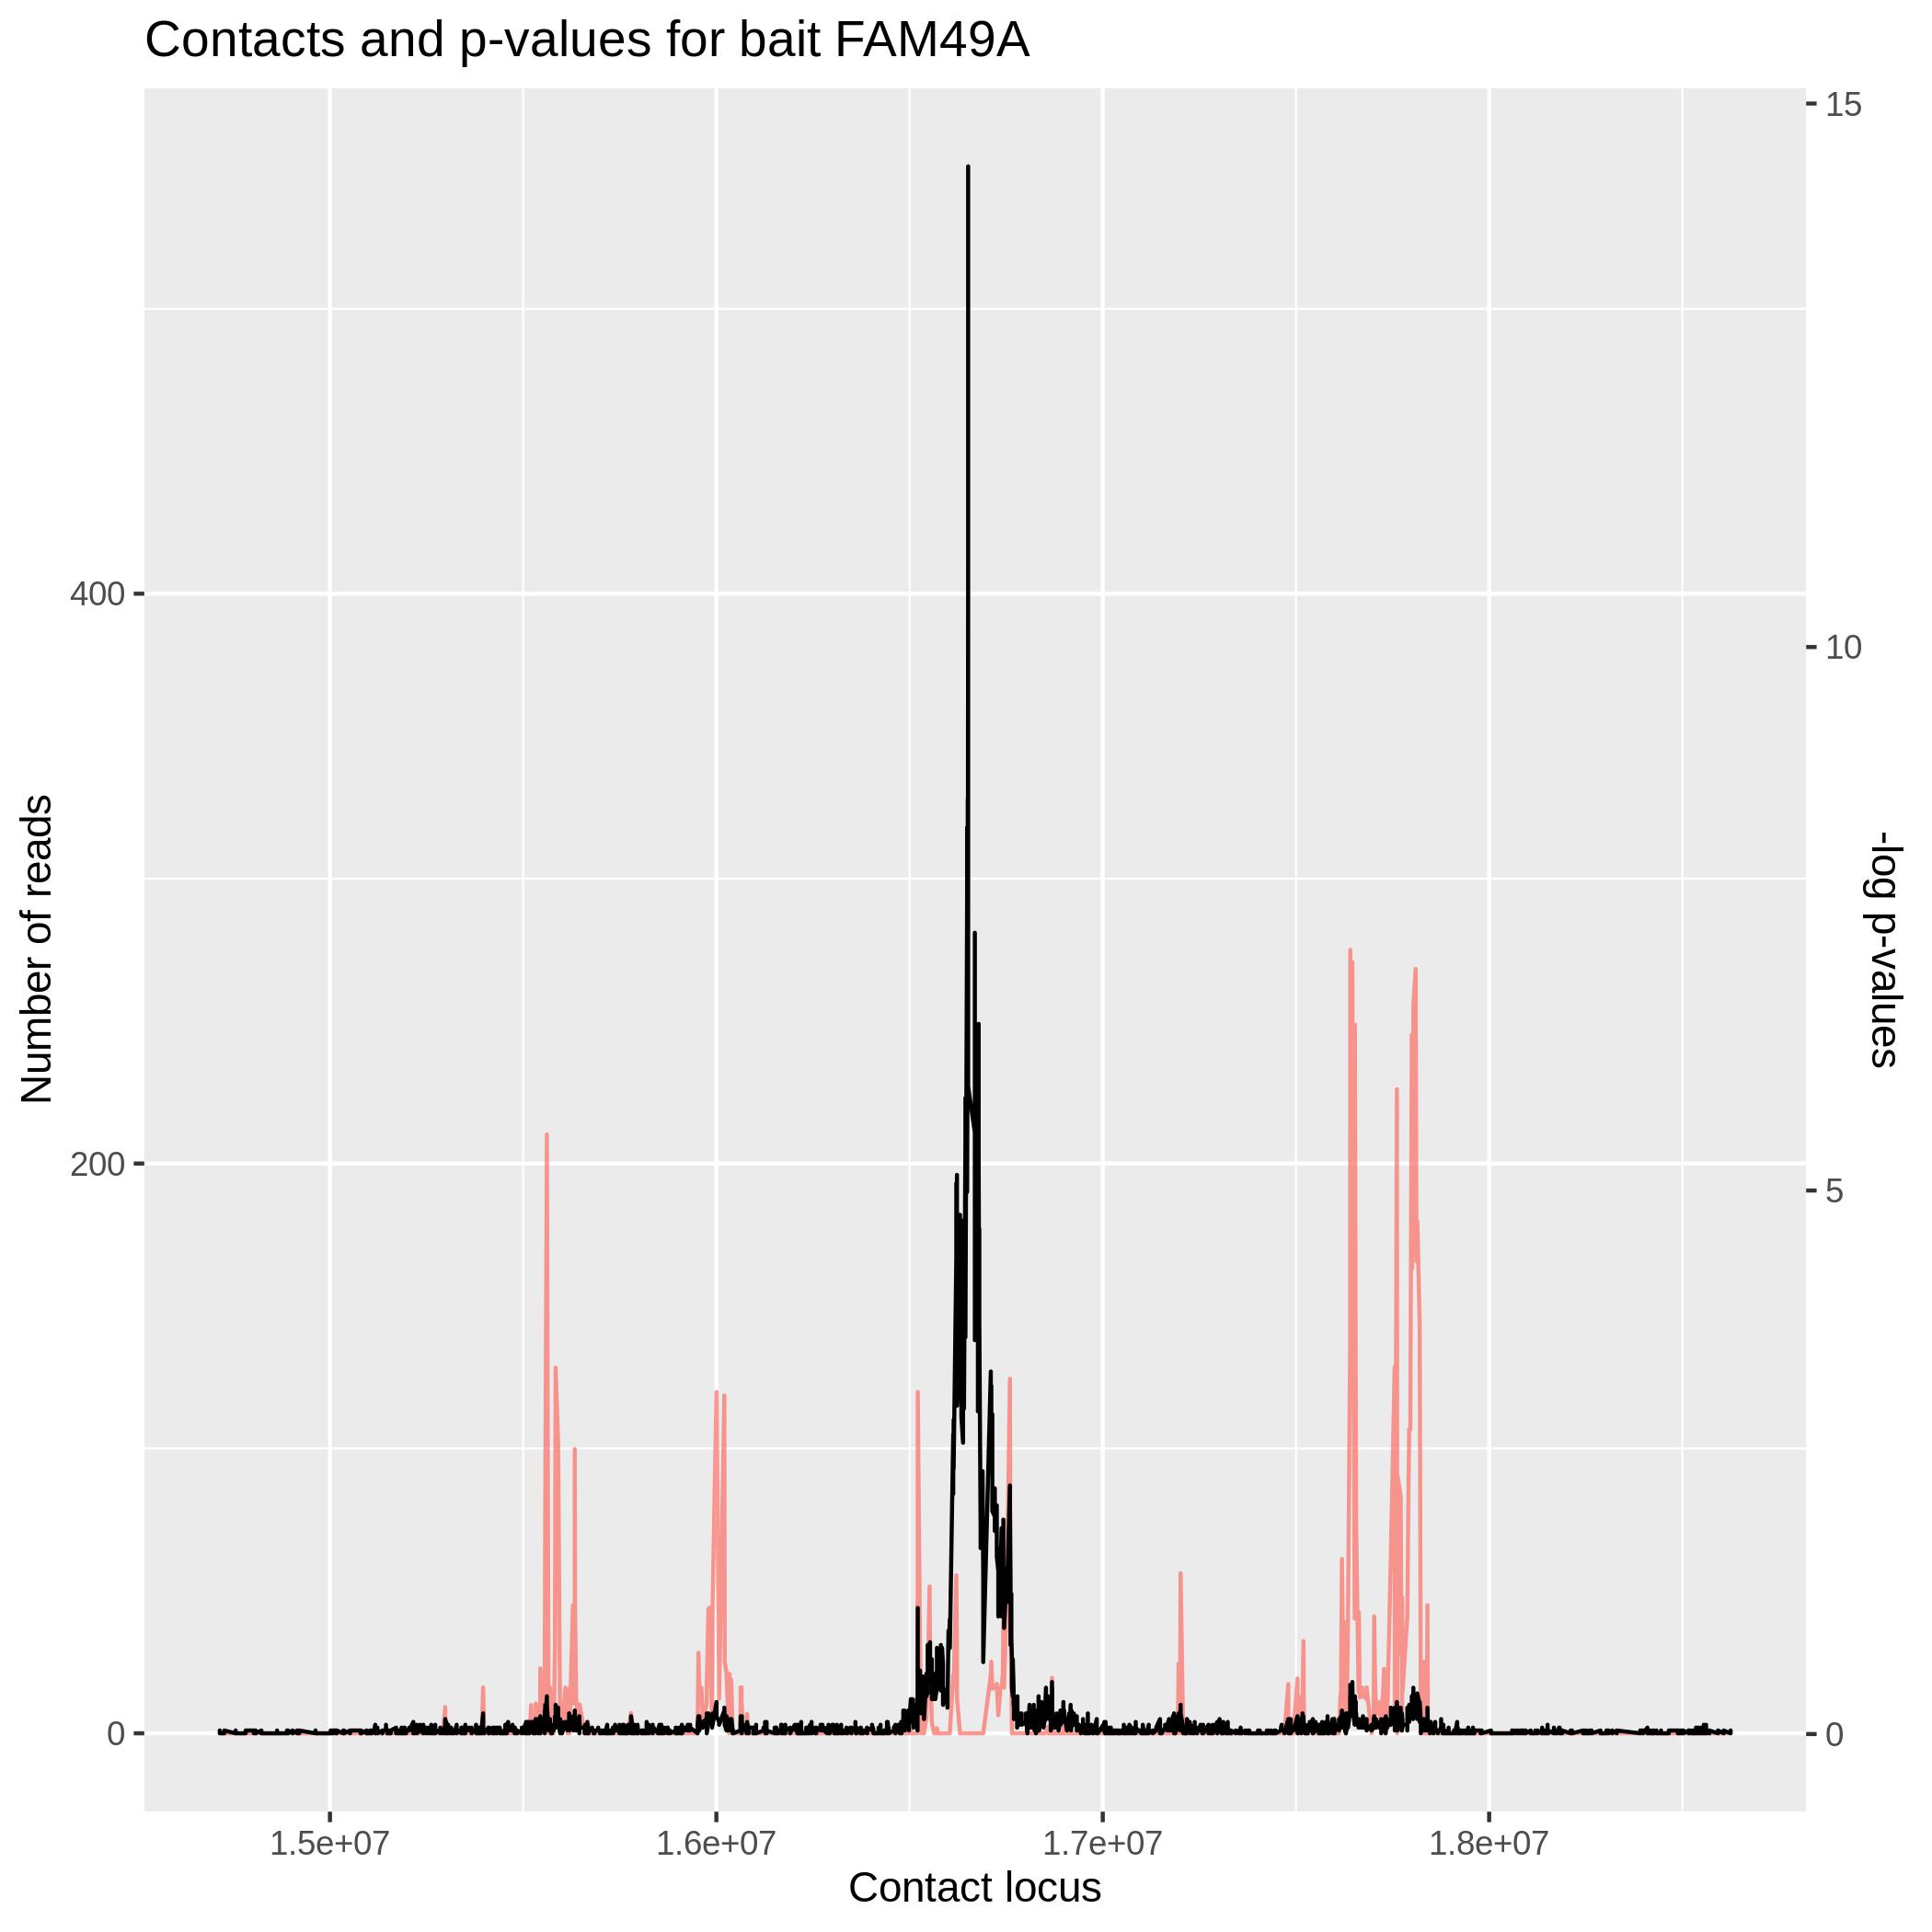 Contacts and p-values for bait FAM49A
15
400
10
Number of reads
-log p-values
200
5
0
0
1.5e+07
1.6e+07
1.7e+07
1.8e+07
Contact locus